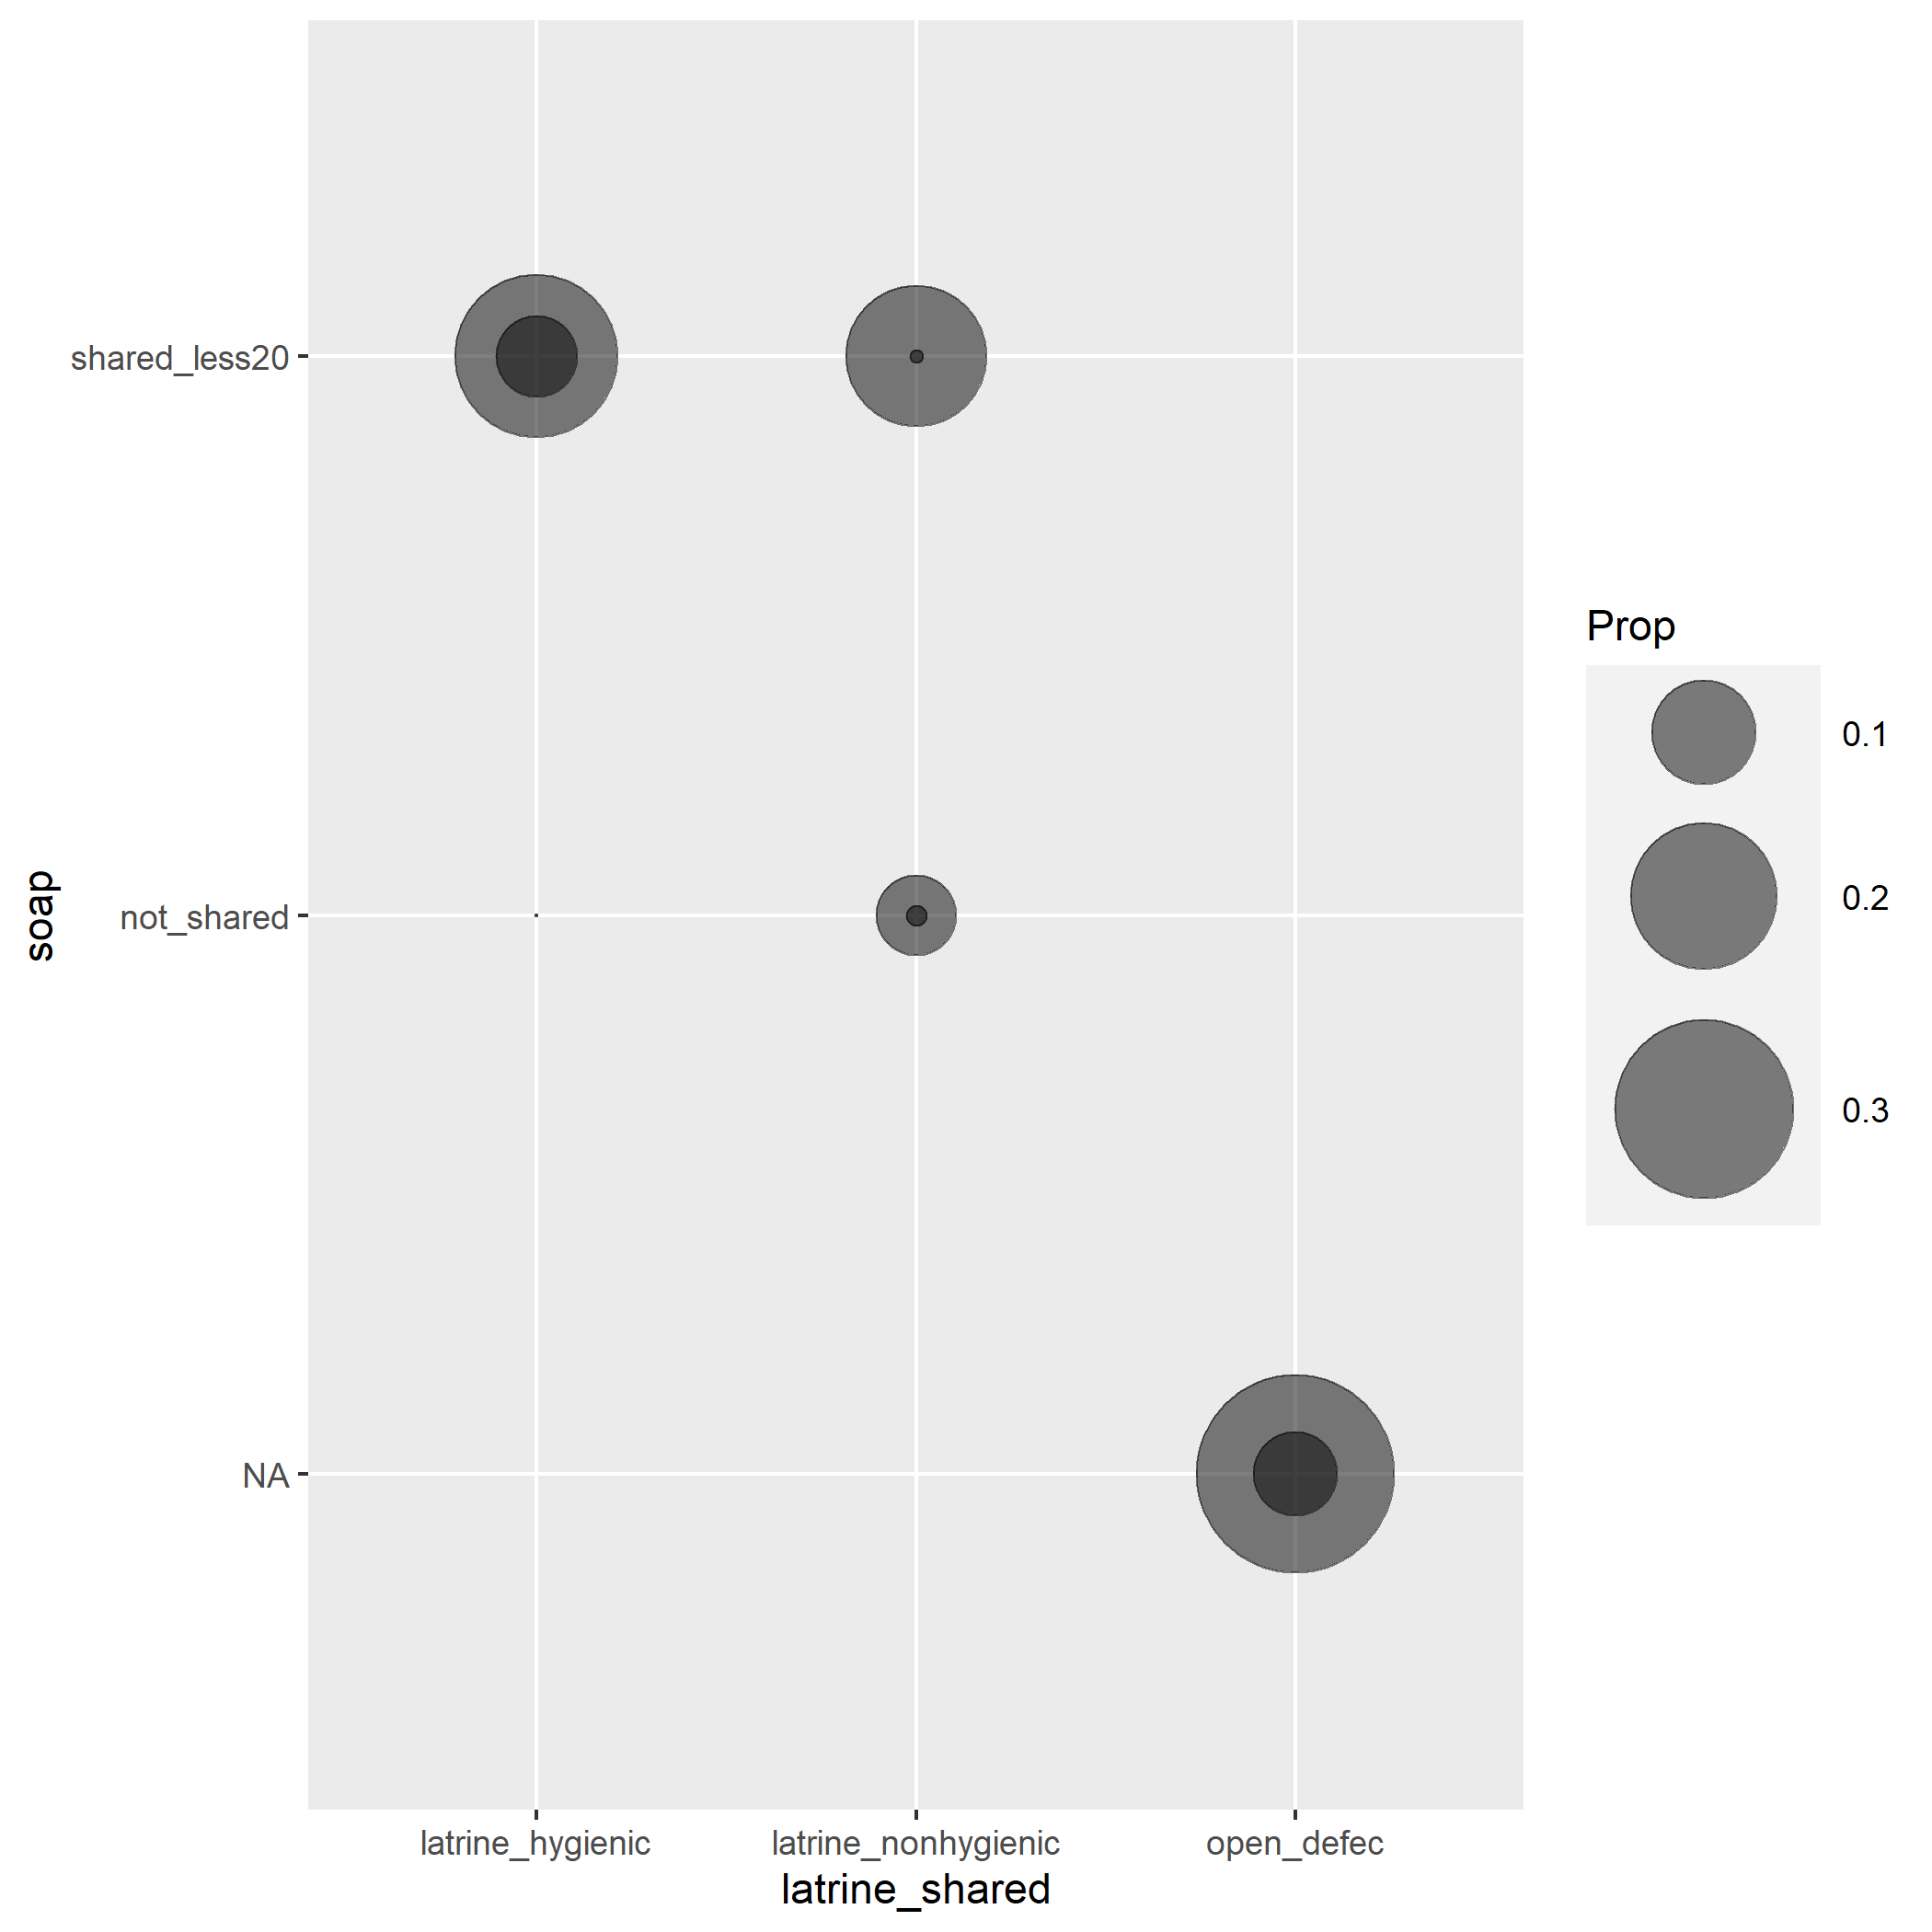 soap
shared_less20
not_shared
NA
latrine_hygienic
latrine_nonhygienic
open_defec
latrine_shared
Prop
0.1
0.2
0.3